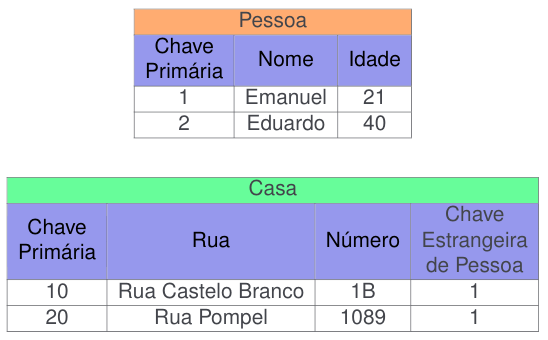 Pessoa
Chave Primária Nome Idade
1 Emanuel 21
2 Eduardo 40
Casa
Chave Primária Rua Número Chave Estrangeira de Pessoa
10 Rua Castelo Branco 1B 1
20 Rua Pompel 1089 1